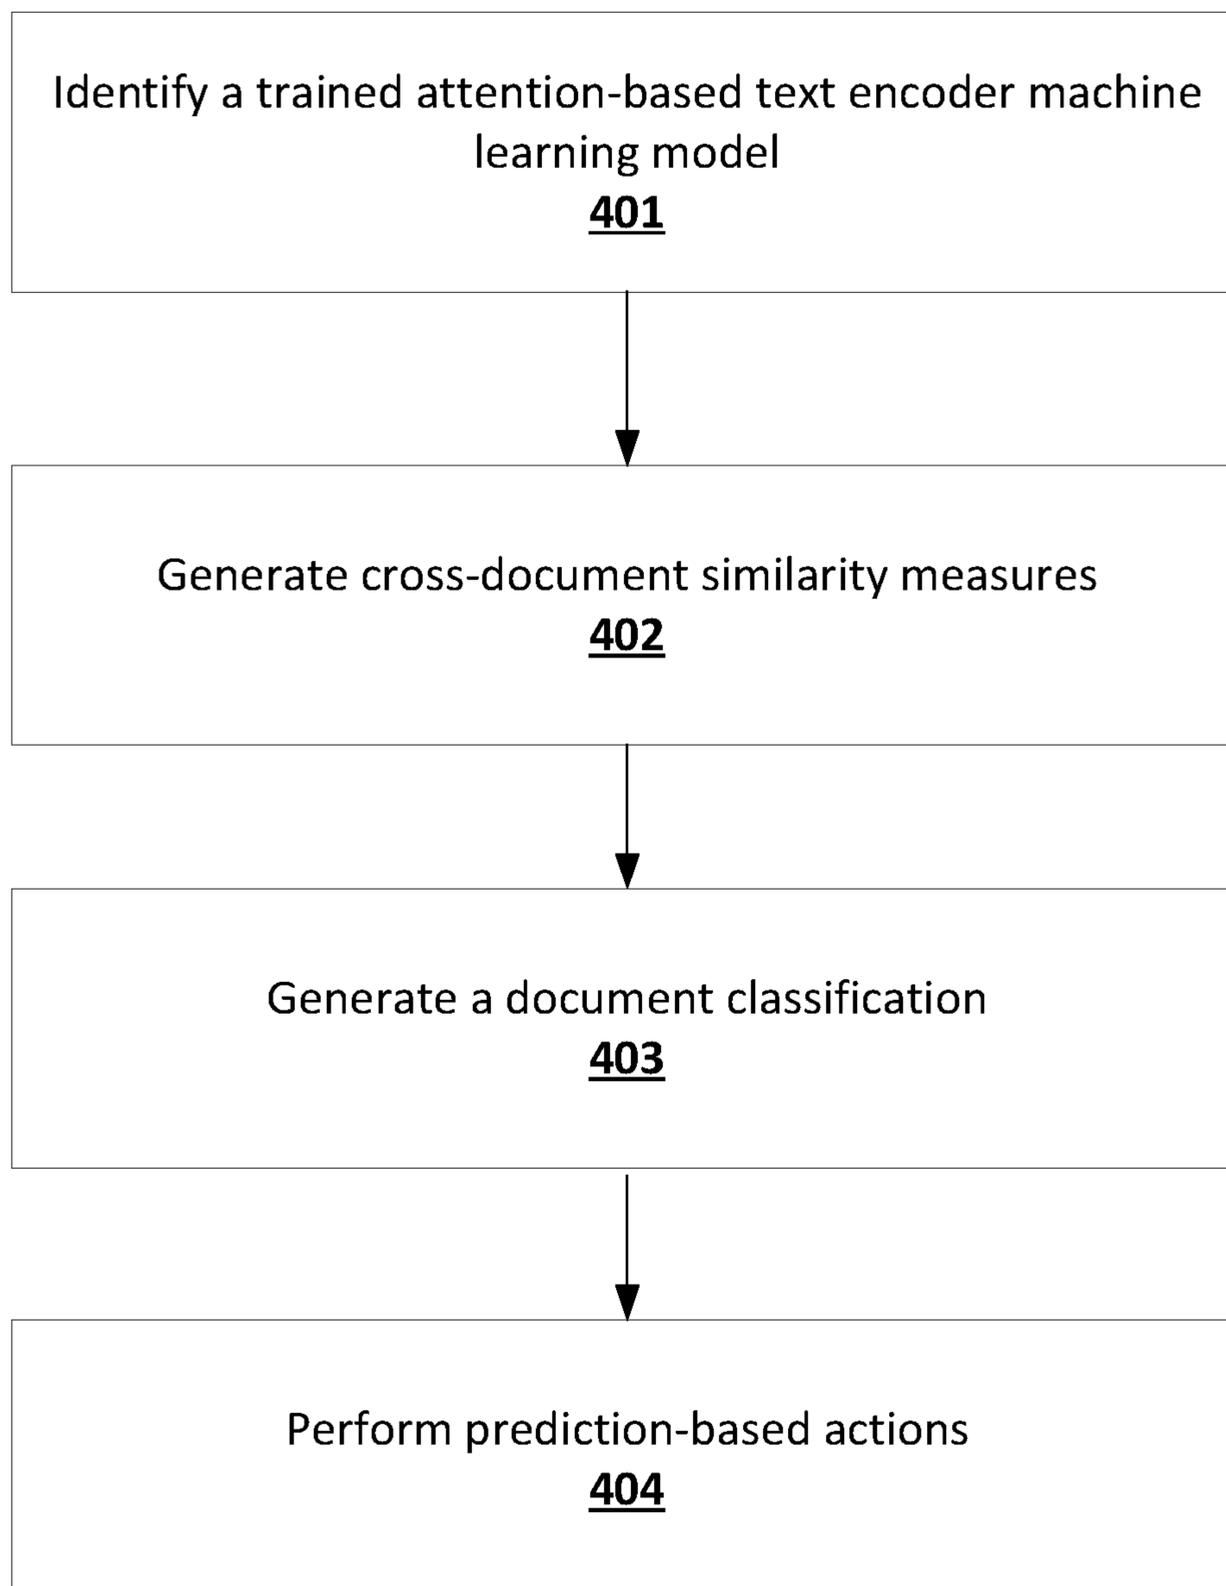 Identify a trained attention-based text encoder machine
learning model
401
Generate cross-document similarity measures
402
Generate a document classification
403
Perform prediction-based actions
404